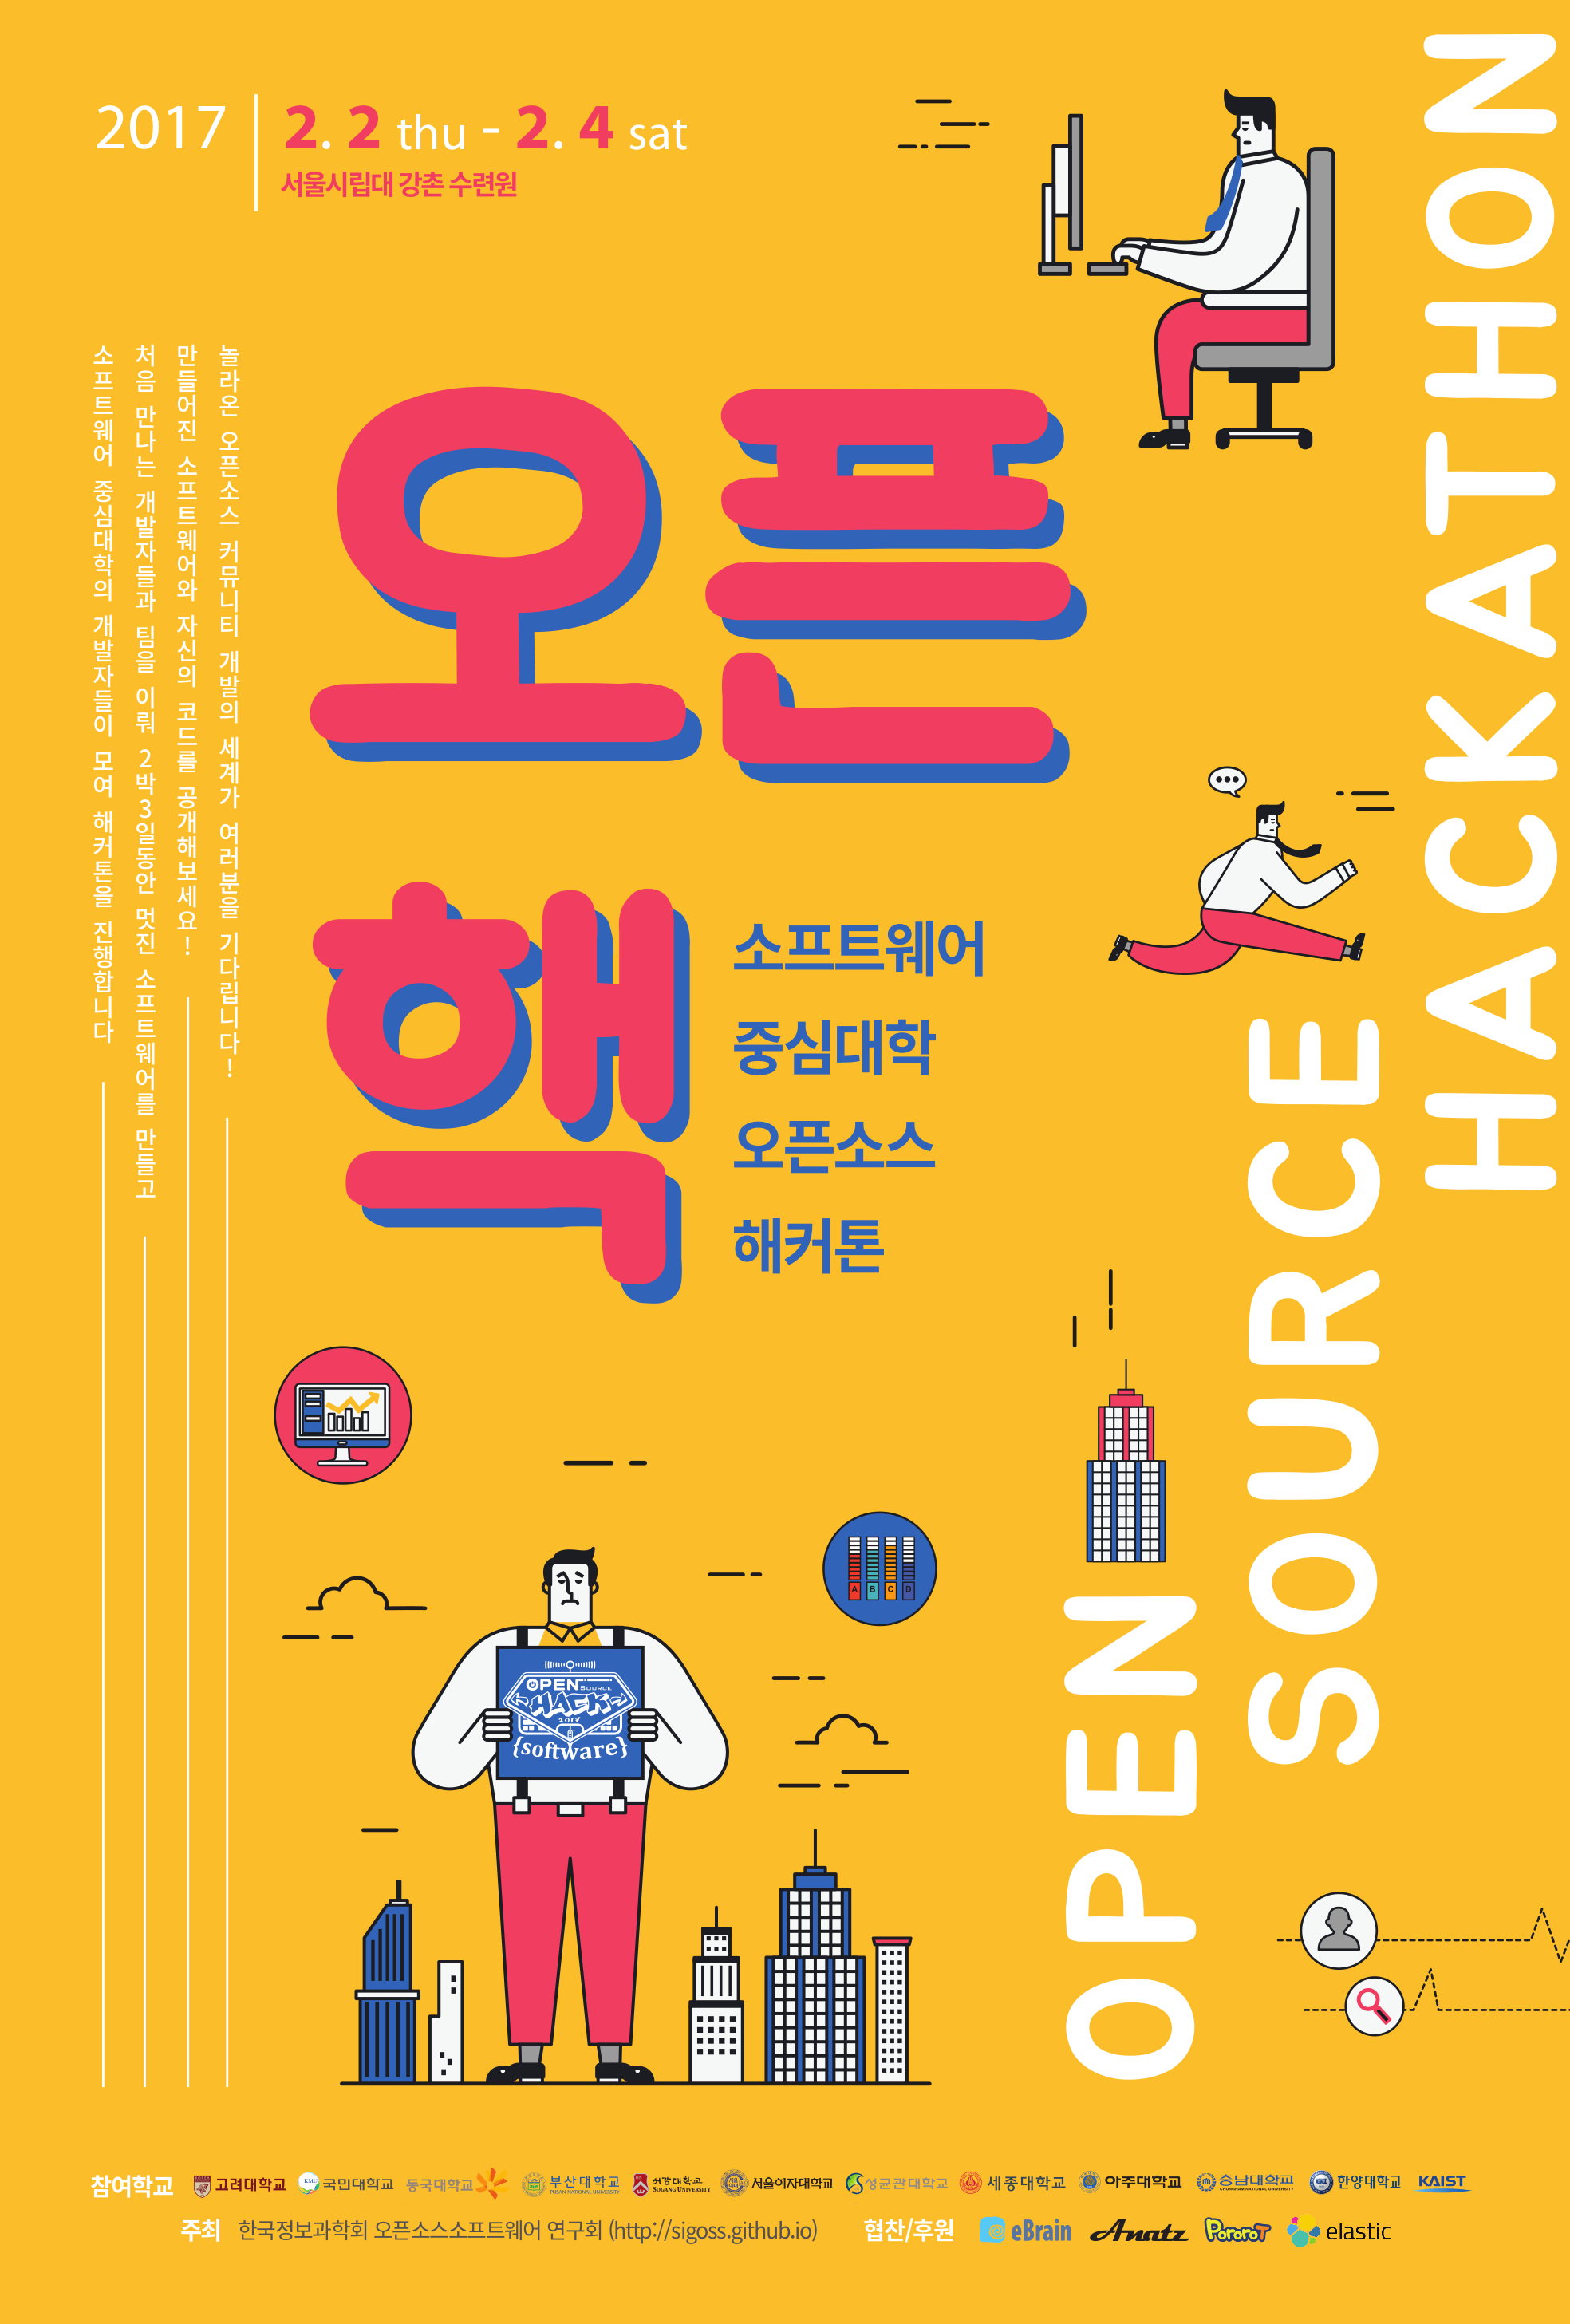 2017
2. 2 thu - 2. 4 sat
서울시립대 강촌 수련원
HACKATHON
OPEN SOURCE
오픈
핵
소프트웨어
중심대학
오픈소스
해커톤
소프트웨어 중심대학의 개발자들이 모여 해커톤을 진행합니다
처음 만나는 개발자들과 팀을 이뤄 2박3일동안 멋진 소프트웨어를 만들고
만들어진 소프트웨어와 자신의 코드를 공개해보세요!
놀라온 오픈소스 커뮤니티 개발의 세계가 여러분을 기다립니다!
A B C D
OPEN SOURCE
HACK
2017
{software}
참여학교 고려대학교 KMU 국민대학교 동국대학교 부산대학교 PUSAN NATIONAL UNIVERSITY 서강대학교 SOGANG UNIVERSITY 서울여자대학교 성균관대학교 세종대학교 아주대학교 충남대학교 CHUNGNAM NATIONAL UNIVERSITY 한양대학교 KAIST
주최 한국정보과학회 오픈소스소프트웨어 연구회 (http://sigoss.github.io) 협찬/후원 eBrain Anatz PororoT elastic